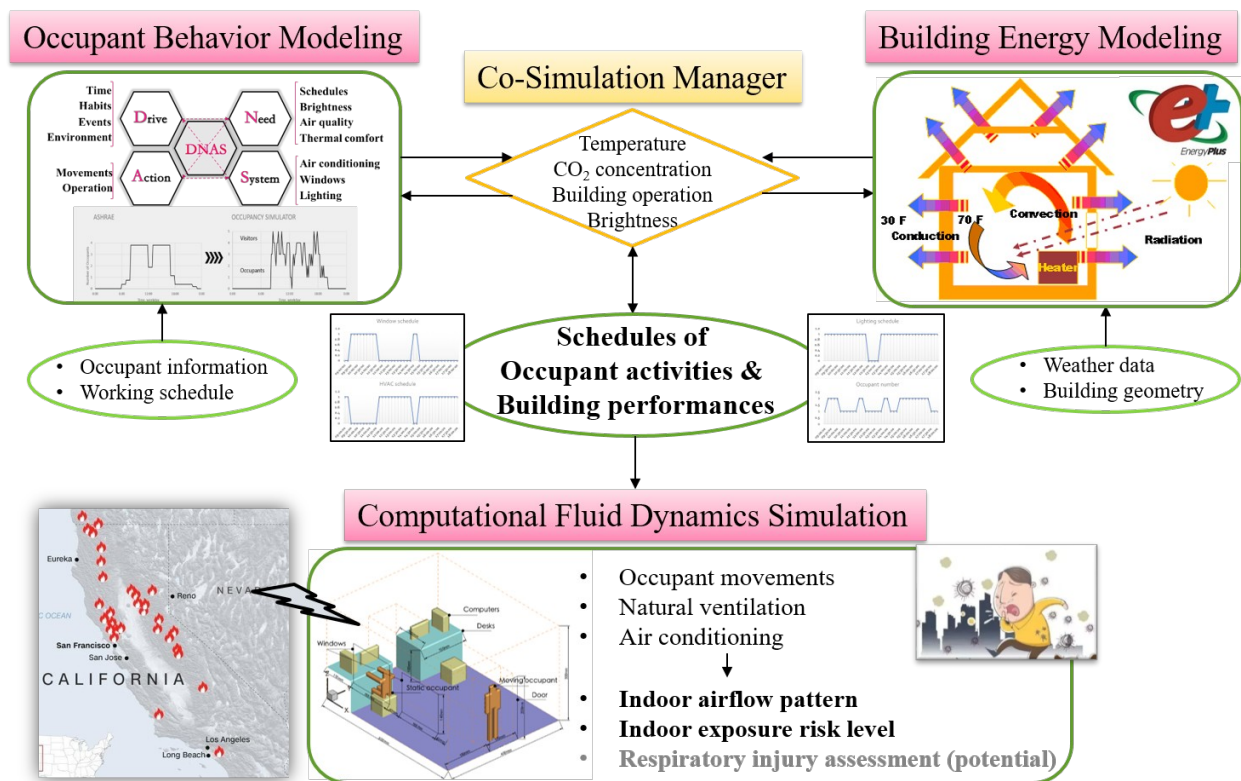 Occupant Behavior Modeling
Building Energy Modeling
Co-Simulation Manager
Time
Habits
Events
Environment
Drive
Need
DNAS
Action
System
Schedules
Brightness
Air quality
Thermal comfort
Movements
Operation
Air conditioning
Windows
Lighting
ASHRAE
OCCUPANCY SIMULATOR
Visitors
Occupants
Temperature
CO₂ concentration
Building operation
Brightness
e+
EnergyPlus
30 F
70 F
Convection
Conduction
Radiation
Heater
• Occupant information
• Working schedule
Window schedule
HVAC schedule
Schedules of
Occupant activities &
Building performances
Lighting schedule
Occupant number
• Weather data
• Building geometry
Computational Fluid Dynamics Simulation
Eureka
Reno
NEVA
OCEAN
San Francisco
San Jose
CALIFORNIA
Los Angeles
Long Beach
Computers
Desks
Windows
Static occupant
Moving occupant
Door
X
• Occupant movements
• Natural ventilation
• Air conditioning
• Indoor airflow pattern
• Indoor exposure risk level
• Respiratory injury assessment (potential)